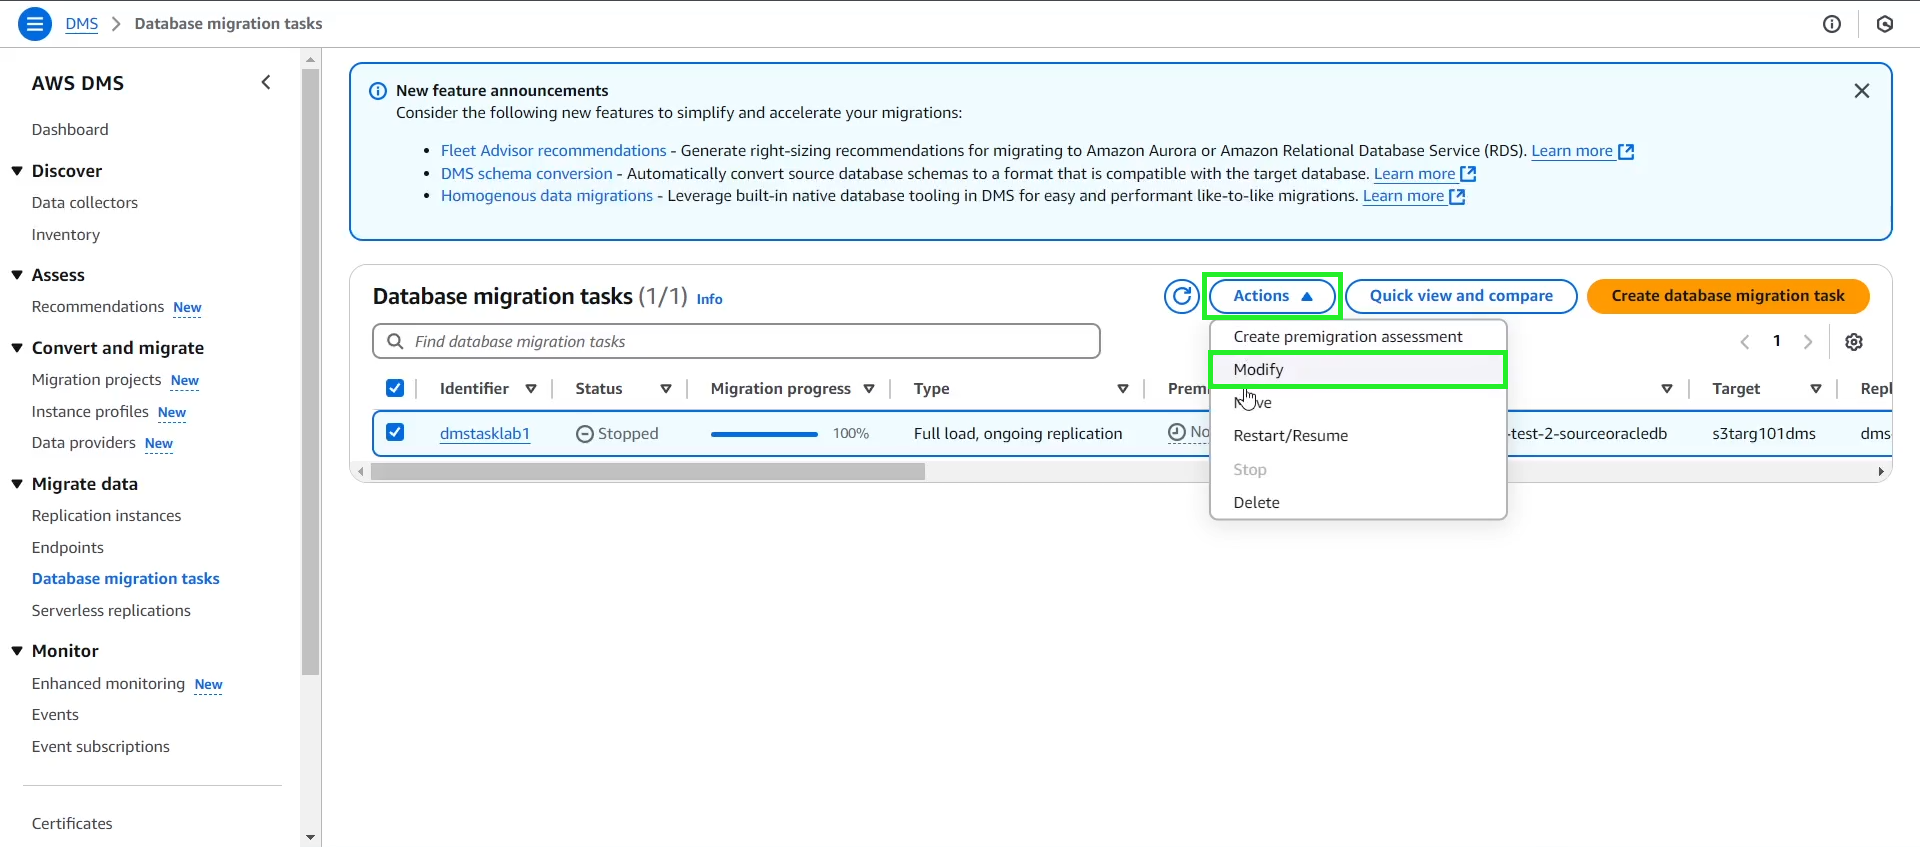 DMS > Database migration tasks
AWS DMS
Dashboard
Discover
Data collectors
Inventory
Assess
Recommendations New
Convert and migrate
Migration projects New
Instance profiles New
Data providers New
Migrate data
Replication instances
Endpoints
Database migration tasks
Serverless replications
Monitor
Enhanced monitoring New
Events
Event subscriptions
Certificates
New feature announcements
Consider the following new features to simplify and accelerate your migrations:
• Fleet Advisor recommendations - Generate right-sizing recommendations for migrating to Amazon Aurora or Amazon Relational Database Service (RDS). Learn more
• DMS schema conversion - Automatically convert source database schemas to a format that is compatible with the target database. Learn more
• Homogenous data migrations - Leverage built-in native database tooling in DMS for easy and performant like-to-like migrations. Learn more
Database migration tasks (1/1) Info
Actions
Quick view and compare
Create database migration task
Find database migration tasks
1
Identifier Status Migration progress Type Target
dmstasklab1 Stopped 100% Full load, ongoing replication No -test-2-sourceoracledb s3targ101dms dms
Create premigration assessment
Modify
Restart/Resume
Stop
Delete